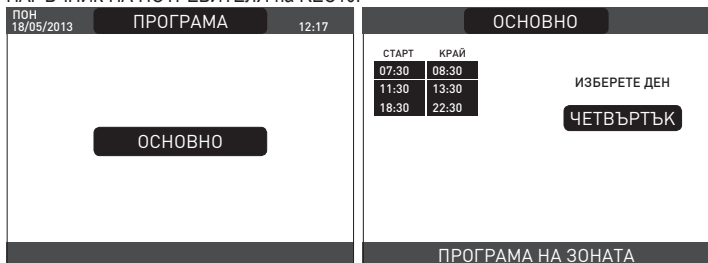 ПОН
18/05/2013
ПРОГРАМА
12:17
ОСНОВНО
ОСНОВНО
СТАРТ КРАЙ
07:30 08:30
11:30 13:30
18:30 22:30
ИЗБЕРЕТЕ ДЕН
ЧЕТВЪРТЪК
ПРОГРАМА НА ЗОНАТА